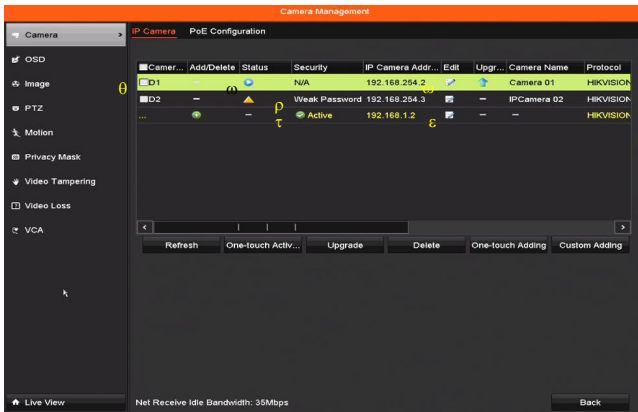 Camera Management
Camera >
IP Camera PoE Configuration
OSD
Image
PTZ
Motion
Privacy Mask
Video Tampering
Video Loss
VCA
Camer... Add/Delete Status Security IP Camera Addr... Edit Upgr... Camera Name Protocol
θ D1 – ω N/A 192.168.254.2 ω Camera 01 HIKVISION
D2 – ρ Weak Password 192.168.254.3 – IPCamera 02 HIKVISION
... – τ Active 192.168.1.2 ε – HIKVISION
< >
Refresh One-touch Activ... Upgrade Delete One-touch Adding Custom Adding
Live View
Net Receive Idle Bandwidth: 35Mbps
Back